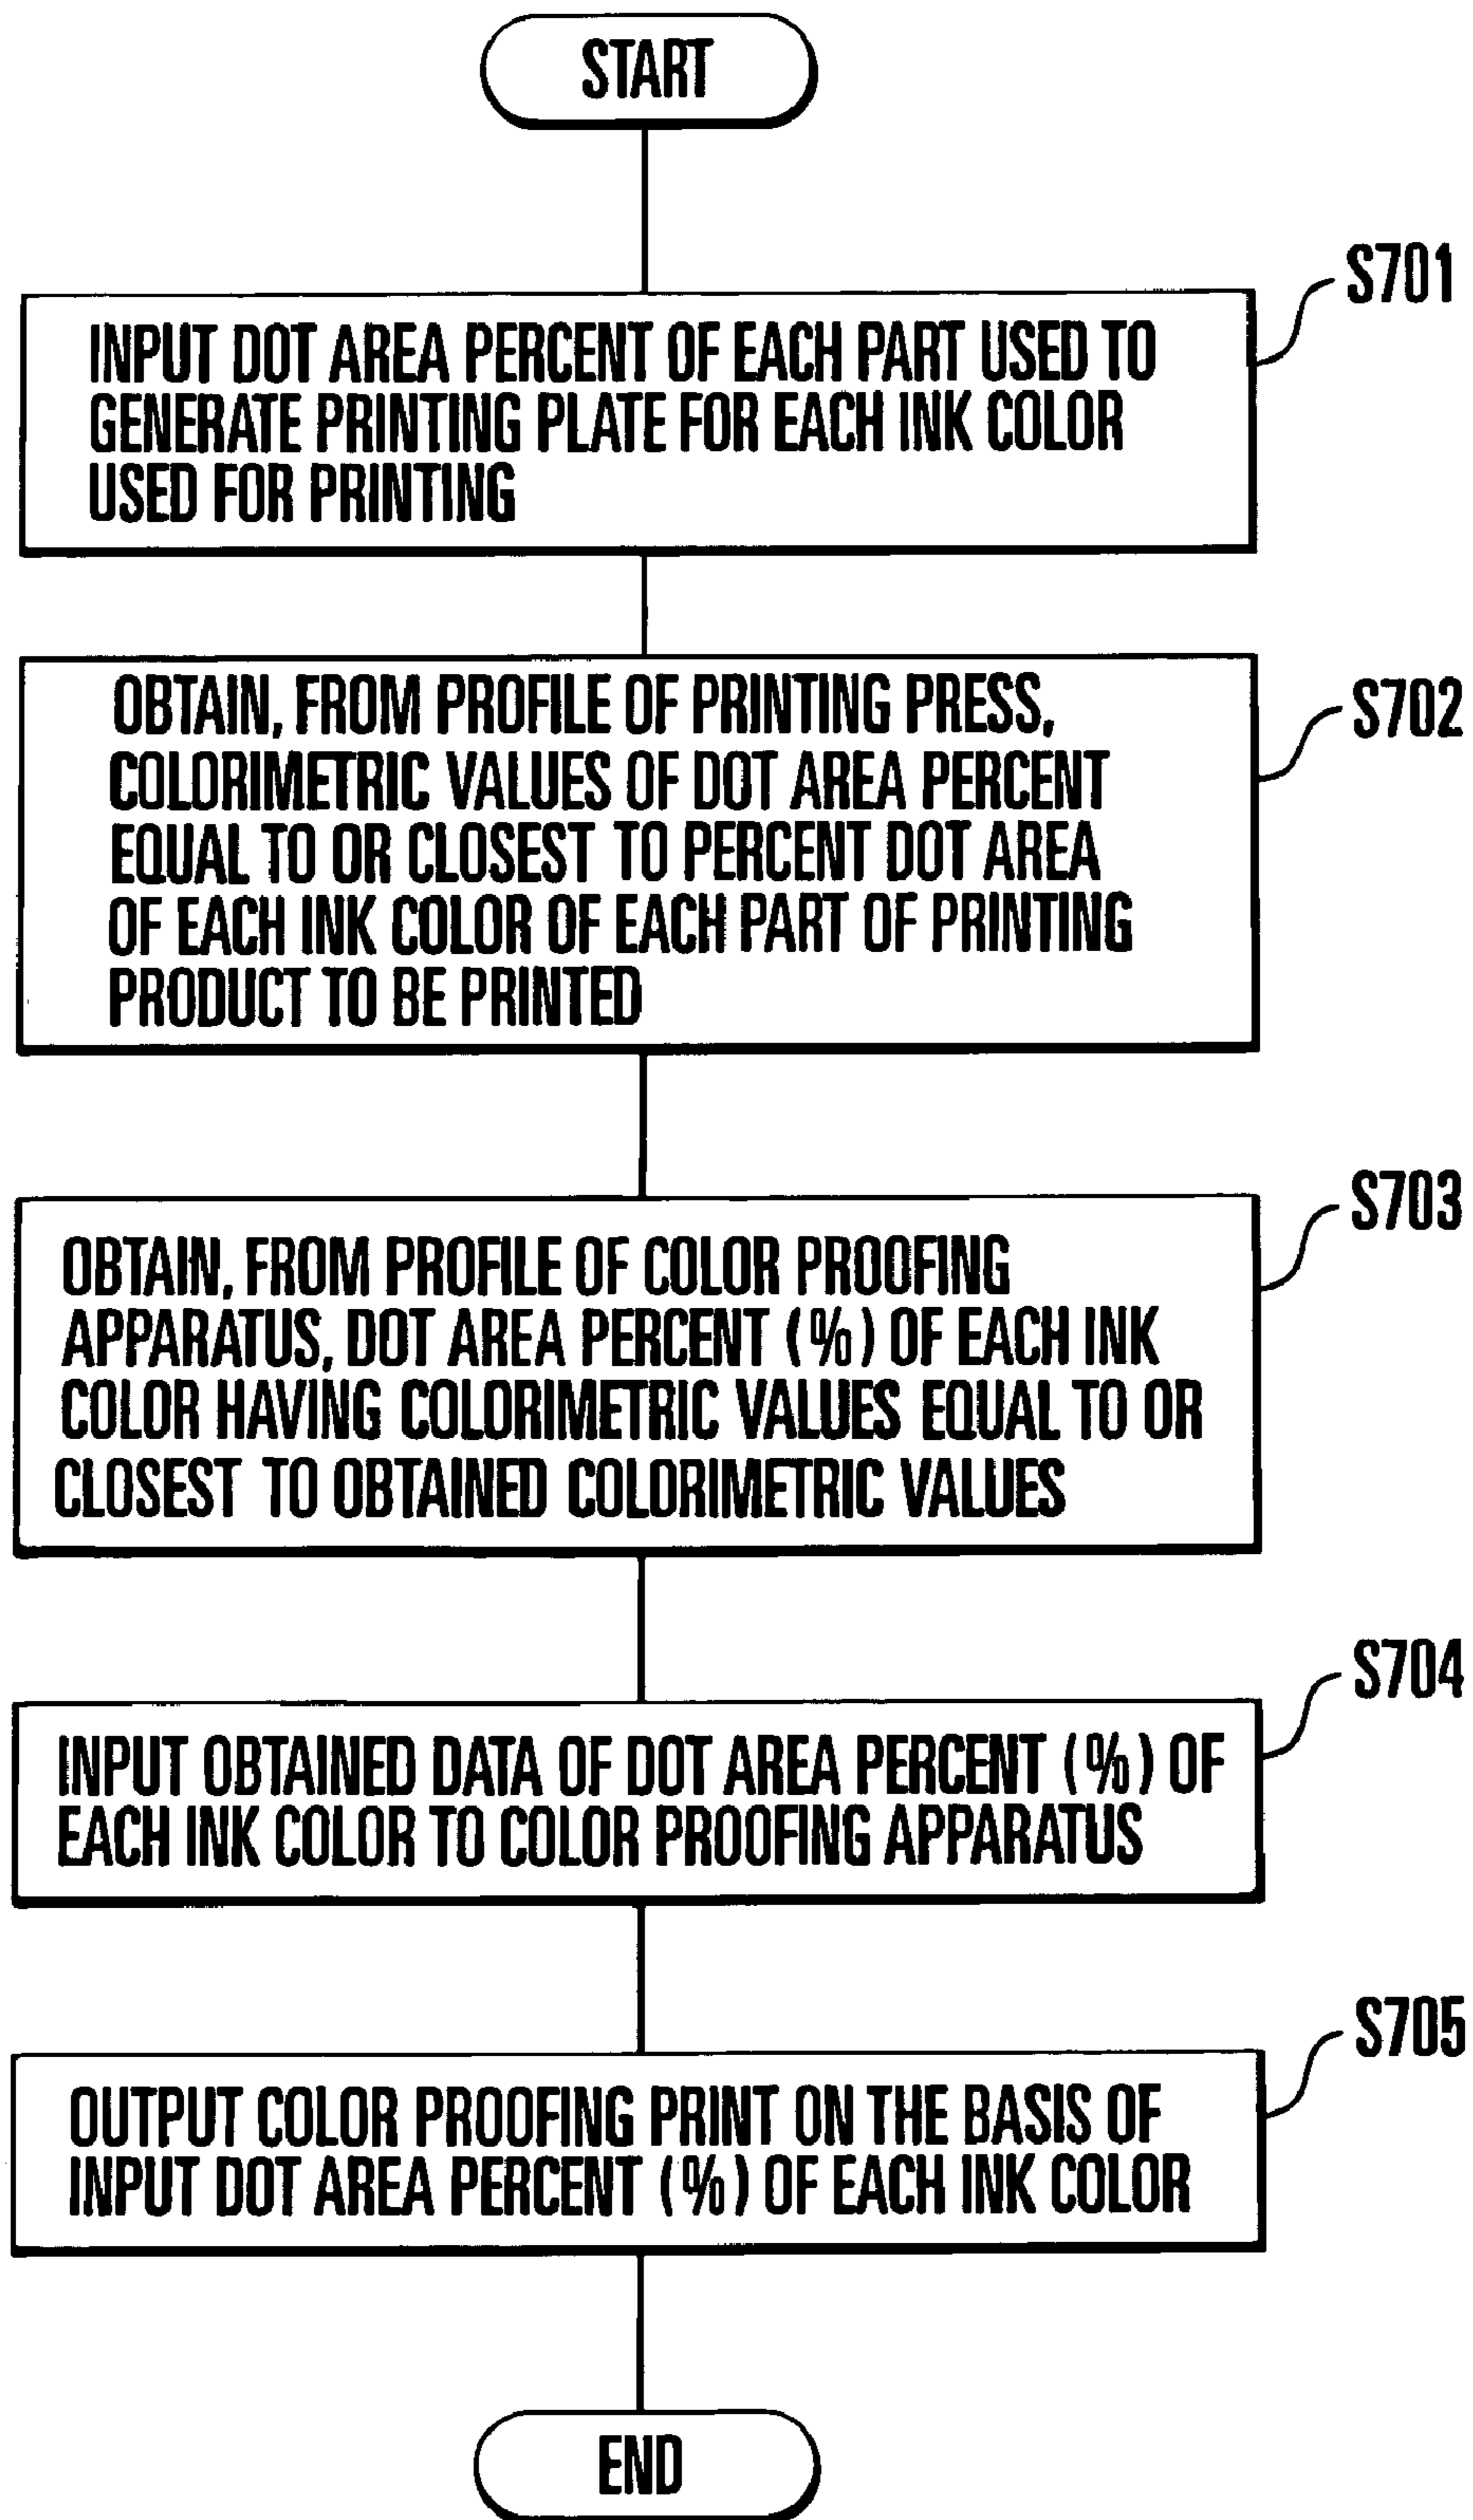 START
S701
INPUT DOT AREA PERCENT OF EACH PART USED TO
GENERATE PRINTING PLATE FOR EACH INK COLOR
USED FOR PRINTING
S702
OBTAIN, FROM PROFILE OF PRINTING PRESS,
COLORIMETRIC VALUES OF DOT AREA PERCENT
EQUAL TO OR CLOSEST TO PERCENT DOT AREA
OF EACH INK COLOR OF EACH PART OF PRINTING
PRODUCT TO BE PRINTED
S703
OBTAIN, FROM PROFILE OF COLOR PROOFING
APPARATUS, DOT AREA PERCENT (%) OF EACH INK
COLOR HAVING COLORIMETRIC VALUES EQUAL TO OR
CLOSEST TO OBTAINED COLORIMETRIC VALUES
S704
INPUT OBTAINED DATA OF DOT AREA PERCENT (%) OF
EACH INK COLOR TO COLOR PROOFING APPARATUS
S705
OUTPUT COLOR PROOFING PRINT ON THE BASIS OF
INPUT DOT AREA PERCENT (%) OF EACH INK COLOR
END